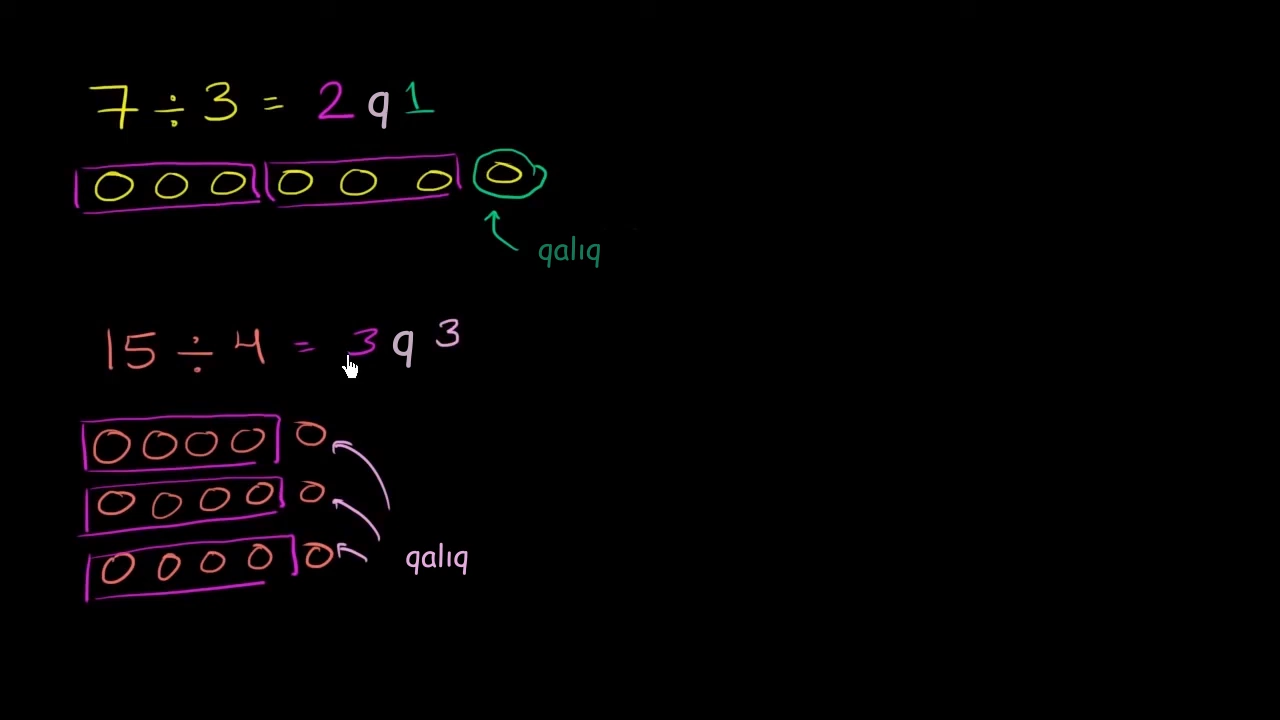 7 ÷ 3 = 2 q 1
qalıq
15 ÷ 4 = 3 q 3
qalıq